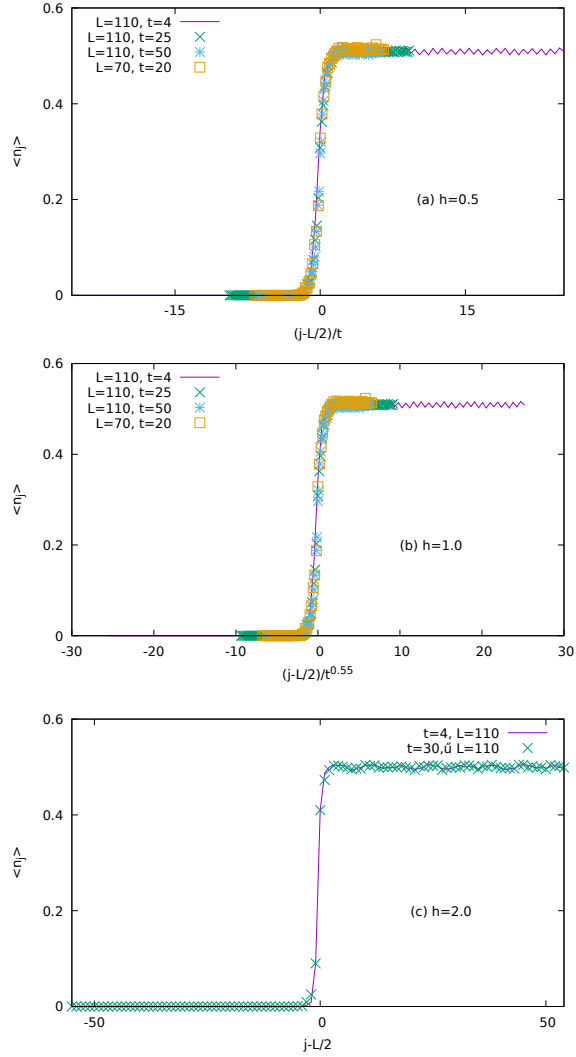 L=110, t=4
L=110, t=25
L=110, t=50
L=70, t=20
0.6
0.4
0.2
0
<nj>
(a) h=0.5
-15
0
15
(j-L/2)/t
L=110, t=4
L=110, t=25
L=110, t=50
L=70, t=20
0.6
0.4
0.2
0
<nj>
(b) h=1.0
-30
-20
-10
0
10
20
30
(j-L/2)/t^0.55
t=4, L=110
t=30,ű L=110
0.6
0.4
0.2
0
<nj>
(c) h=2.0
-50
0
50
j-L/2